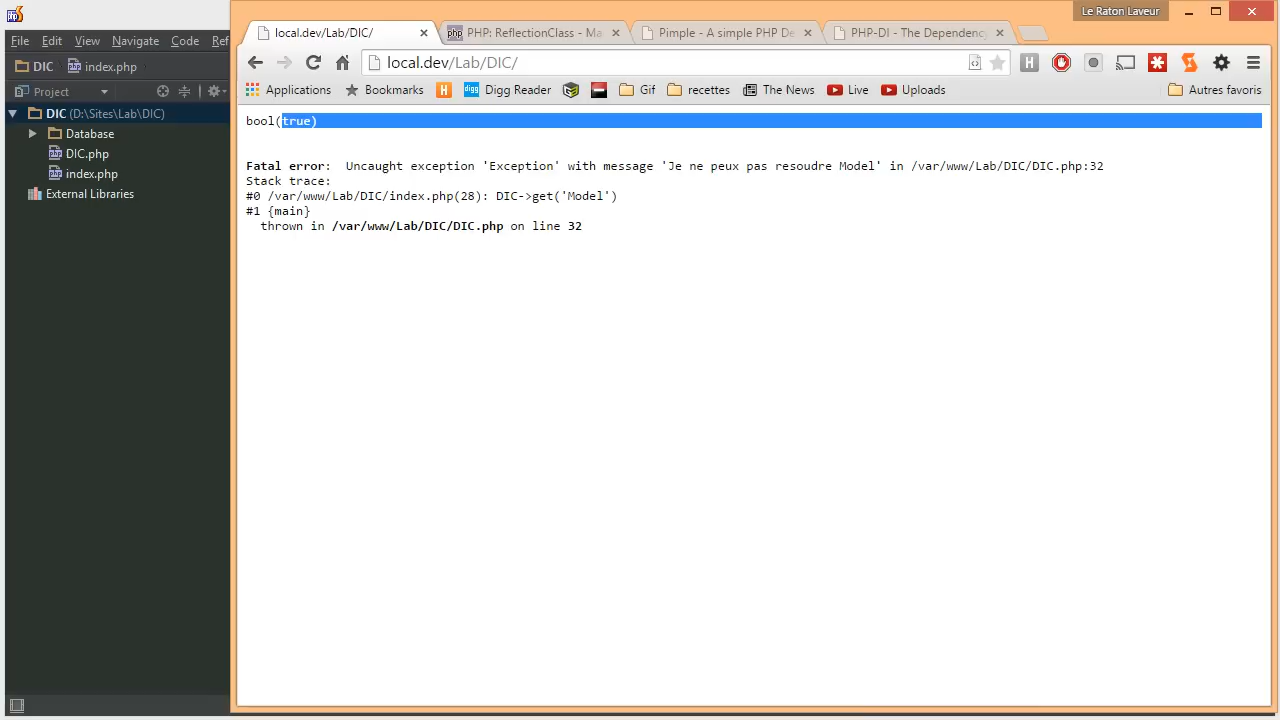 Le Raton Laveur
File Edit View Navigate Code Ref
DIC index.php
Project
DIC (D:\Sites\Lab\DIC)
Database
DIC.php
index.php
External Libraries
local.dev/Lab/DIC/
PHP: ReflectionClass - Ma
Pimple - A simple PHP De
PHP-DI - The Dependency
local.dev/Lab/DIC/
Applications Bookmarks H digg Digg Reader Gif recettes The News Live Uploads Autres favoris
bool(true)
Fatal error: Uncaught exception 'Exception' with message 'Je ne peux pas resoudre Model' in /var/www/Lab/DIC/DIC.php:32
Stack trace:
#0 /var/www/Lab/DIC/index.php(28): DIC->get('Model')
#1 {main}
thrown in /var/www/Lab/DIC/DIC.php on line 32